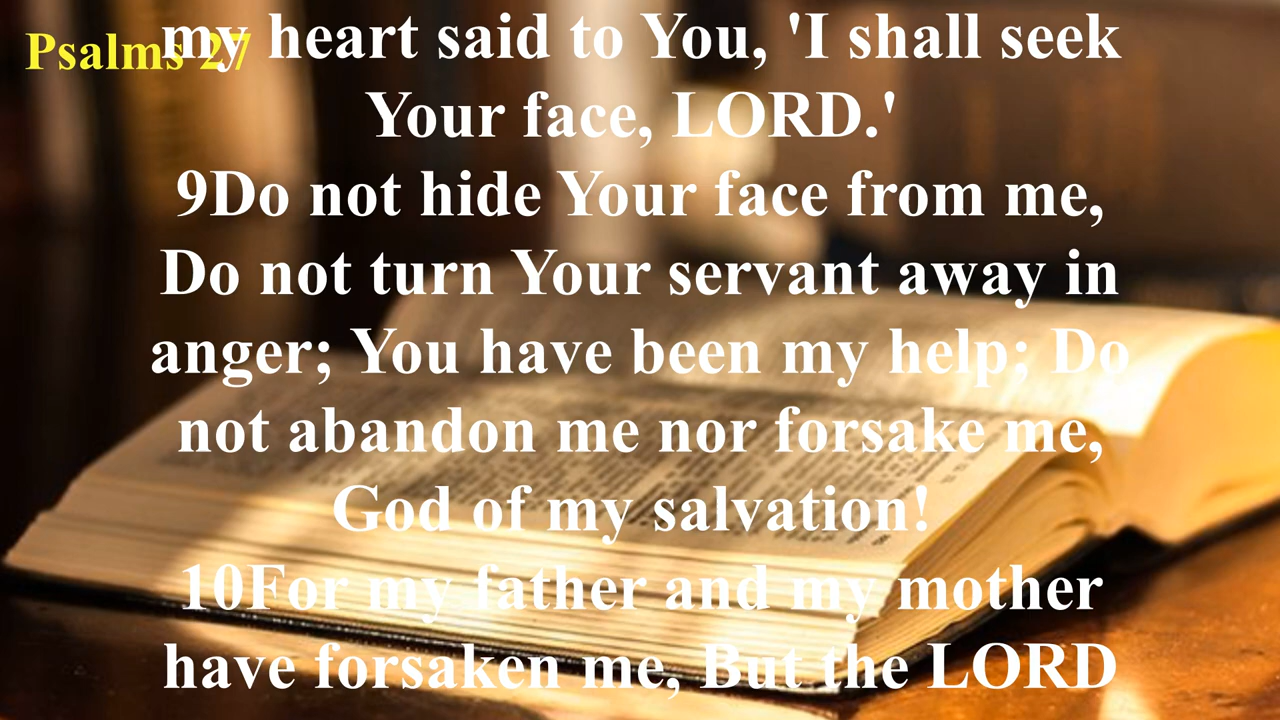 Psalms 27
my heart said to You, 'I shall seek
Your face, LORD.'
9Do not hide Your face from me,
Do not turn Your servant away in
anger; You have been my help; Do
not abandon me nor forsake me,
God of my salvation!
10For my father and my mother
have forsaken me, But the LORD